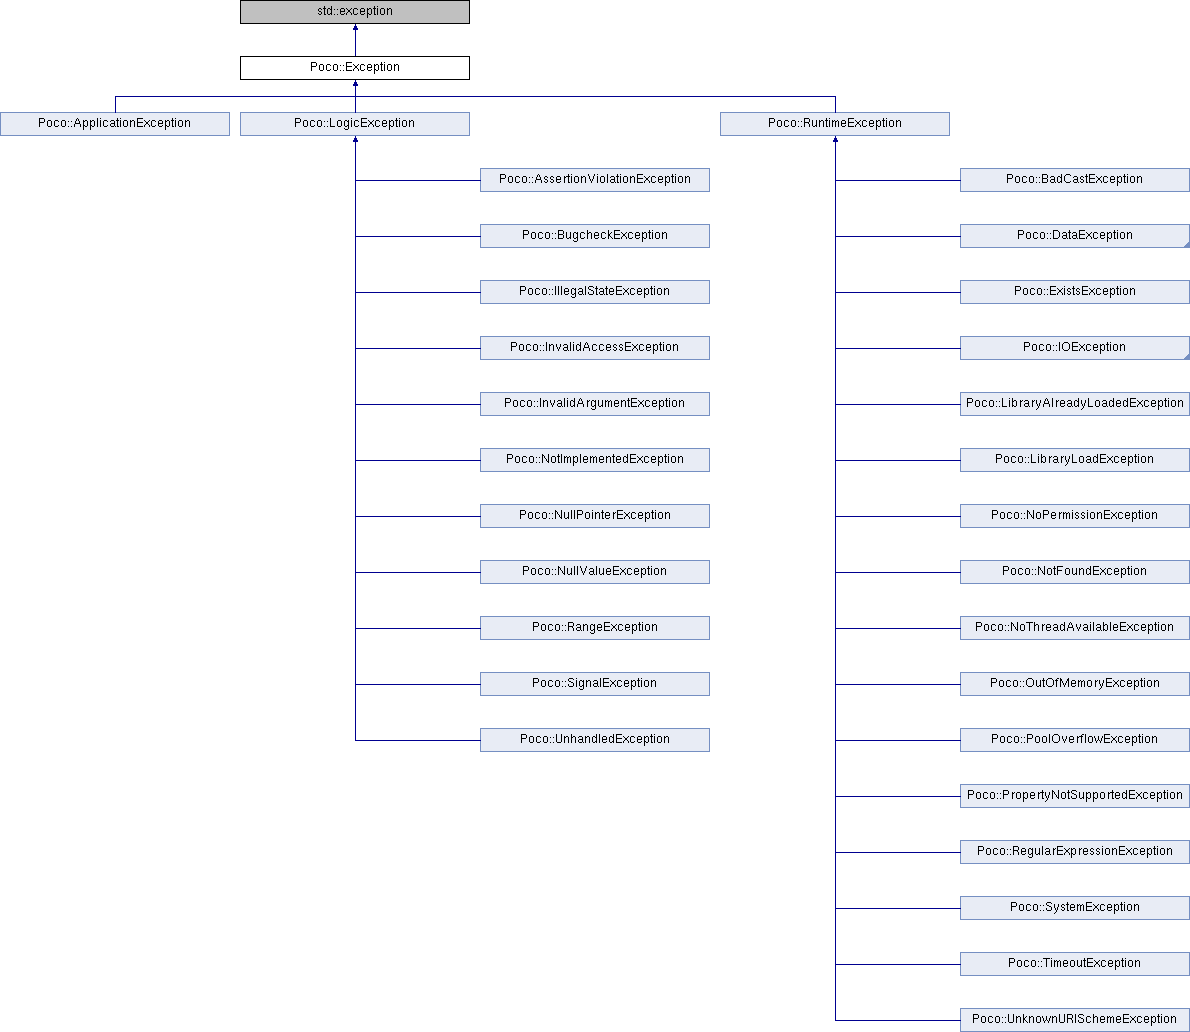 std::exception
Poco::Exception
Poco::ApplicationException
Poco::LogicException
Poco::RuntimeException
Poco::AssertionViolationException
Poco::BadCastException
Poco::BugcheckException
Poco::DataException
Poco::IllegalStateException
Poco::ExistsException
Poco::InvalidAccessException
Poco::IOException
Poco::InvalidArgumentException
Poco::LibraryAlreadyLoadedException
Poco::NotImplementedException
Poco::LibraryLoadException
Poco::NullPointerException
Poco::NoPermissionException
Poco::NullValueException
Poco::NotFoundException
Poco::RangeException
Poco::NoThreadAvailableException
Poco::SignalException
Poco::OutOfMemoryException
Poco::UnhandledException
Poco::PoolOverflowException
Poco::PropertyNotSupportedException
Poco::RegularExpressionException
Poco::SystemException
Poco::TimeoutException
Poco::UnknownURISchemeException